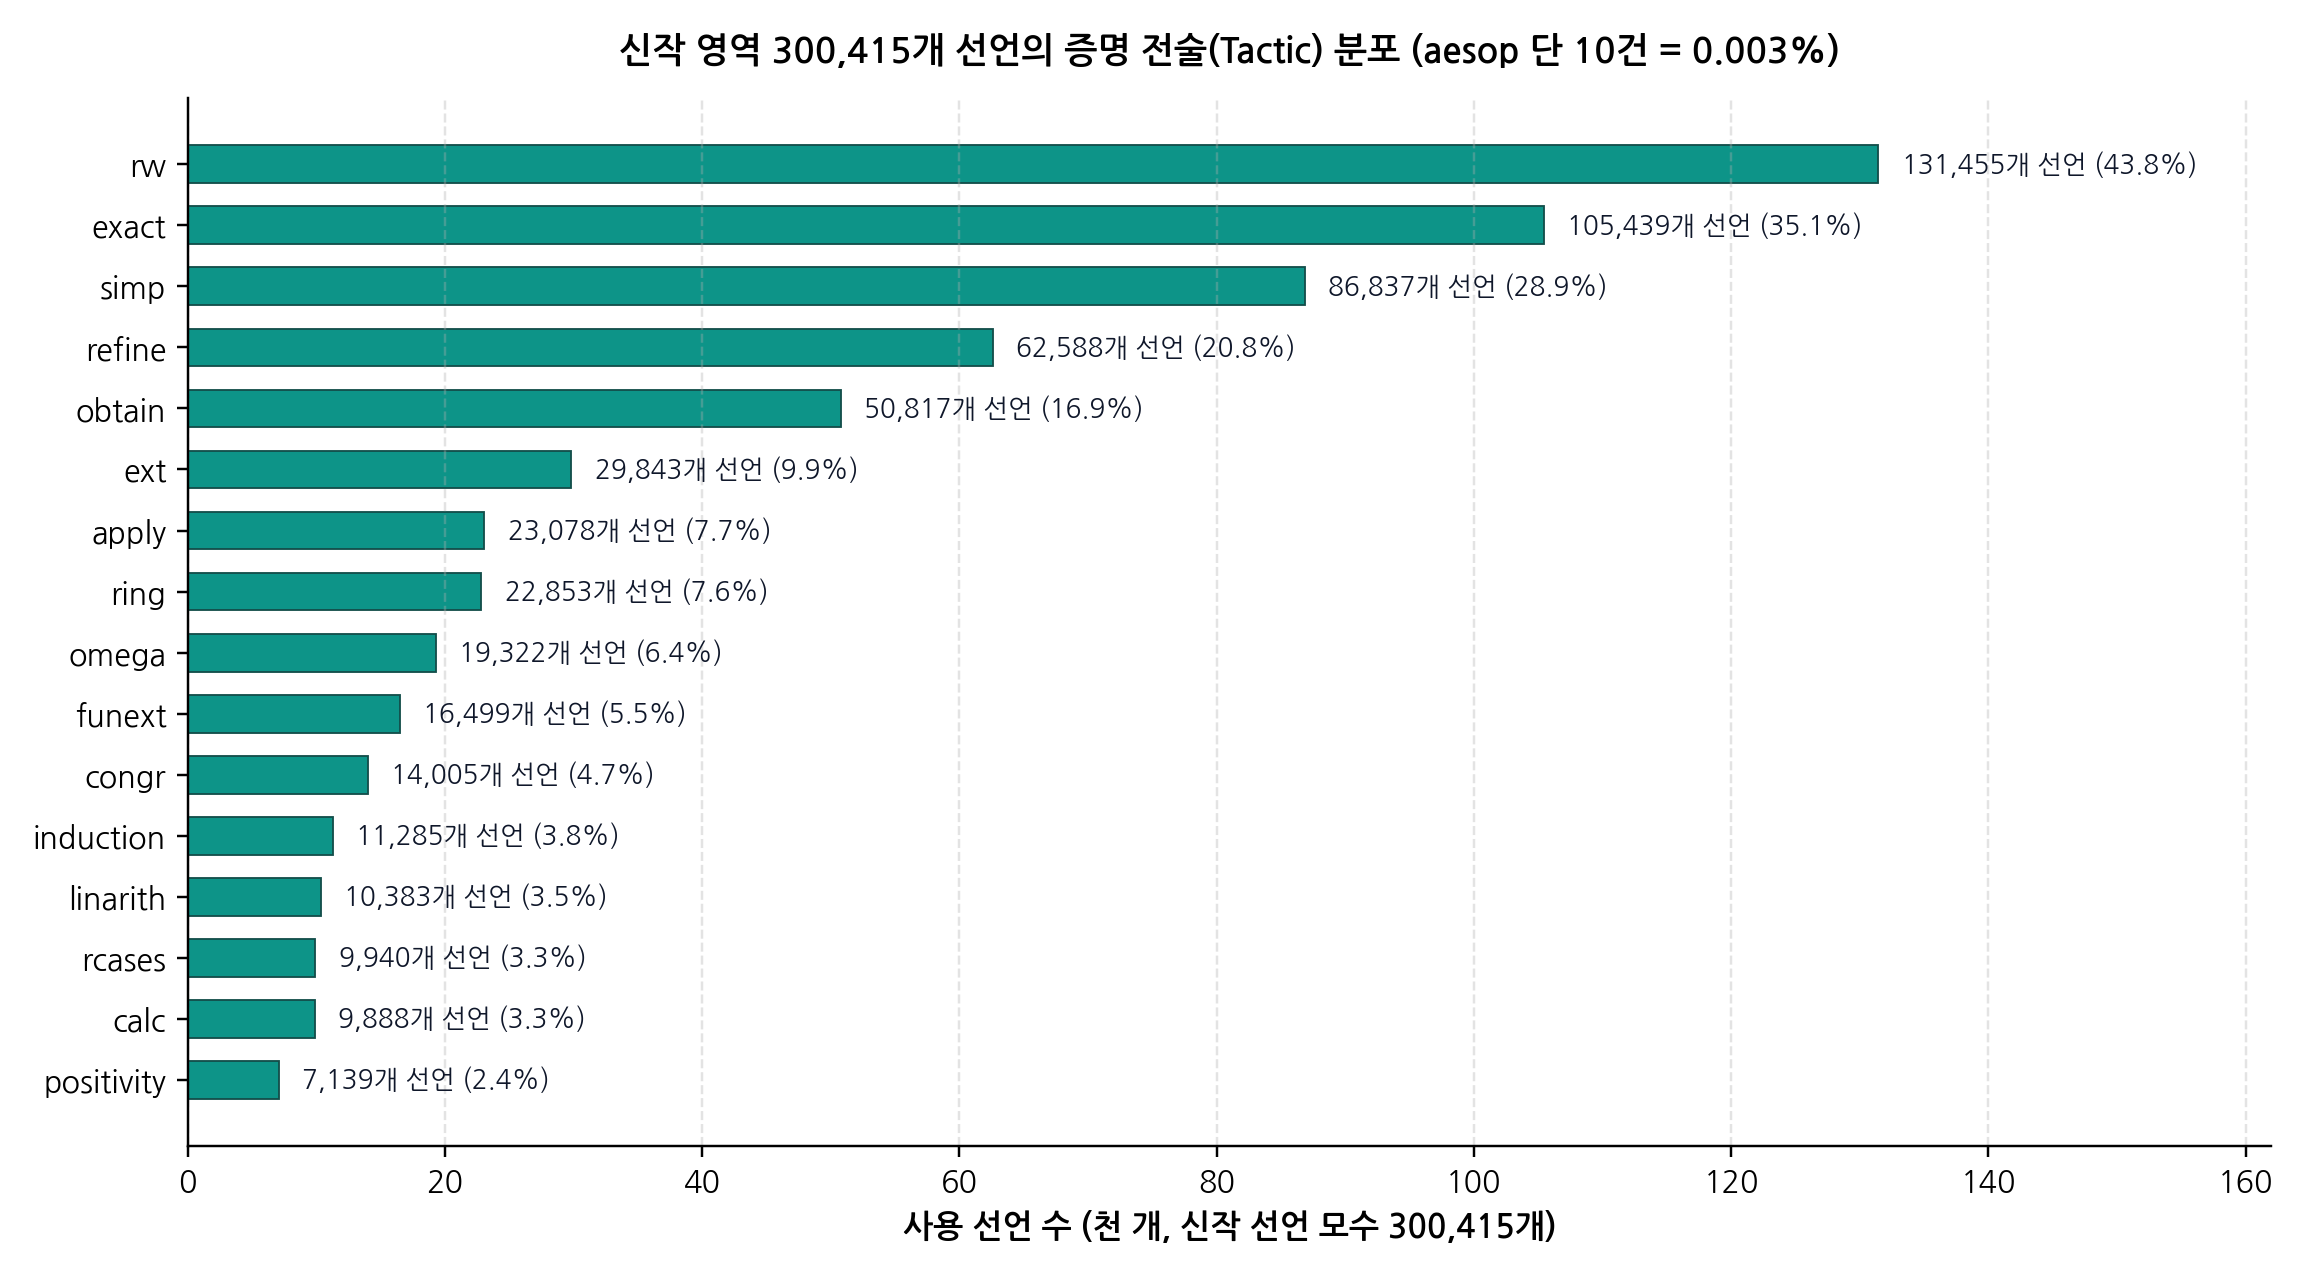 신작 영역 300,415개 선언의 증명 전술(Tactic) 분포 (aesop 단 10건 = 0.003%)
rw 131,455개 선언 (43.8%)
exact 105,439개 선언 (35.1%)
simp 86,837개 선언 (28.9%)
refine 62,588개 선언 (20.8%)
obtain 50,817개 선언 (16.9%)
ext 29,843개 선언 (9.9%)
apply 23,078개 선언 (7.7%)
ring 22,853개 선언 (7.6%)
omega 19,322개 선언 (6.4%)
funext 16,499개 선언 (5.5%)
congr 14,005개 선언 (4.7%)
induction 11,285개 선언 (3.8%)
linarith 10,383개 선언 (3.5%)
rcases 9,940개 선언 (3.3%)
calc 9,888개 선언 (3.3%)
positivity 7,139개 선언 (2.4%)
0 20 40 60 80 100 120 140 160
사용 선언 수 (천 개, 신작 선언 모수 300,415개)